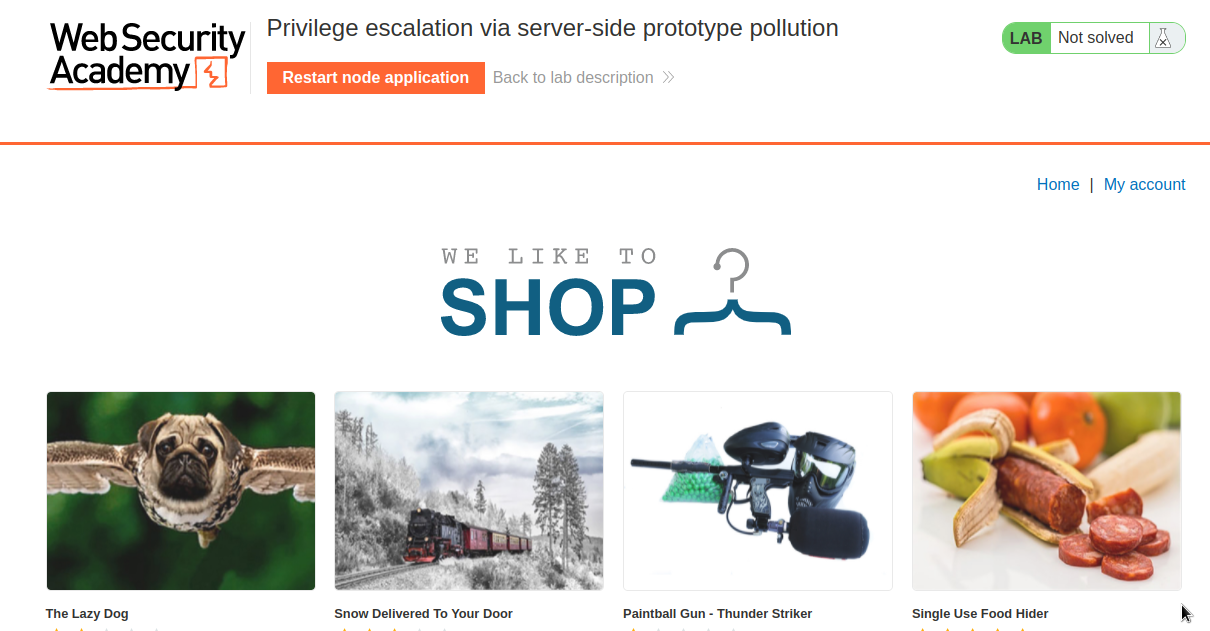 Web Security
Academy
Privilege escalation via server-side prototype pollution
Restart node application
Back to lab description
LAB
Not solved
Home | My account
WE LIKE TO
SHOP
The Lazy Dog
Snow Delivered To Your Door
Paintball Gun - Thunder Striker
Single Use Food Hider